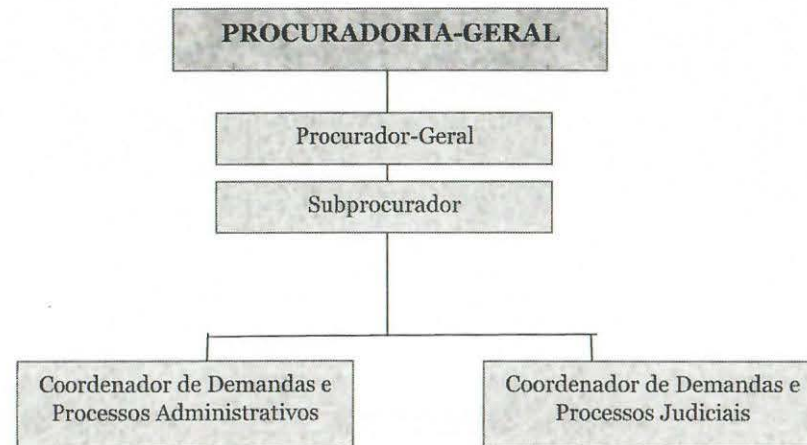 PROCURADORIA-GERAL
Procurador-Geral
Subprocurador
Coordenador de Demandas e
Processos Administrativos
Coordenador de Demandas e
Processos Judiciais